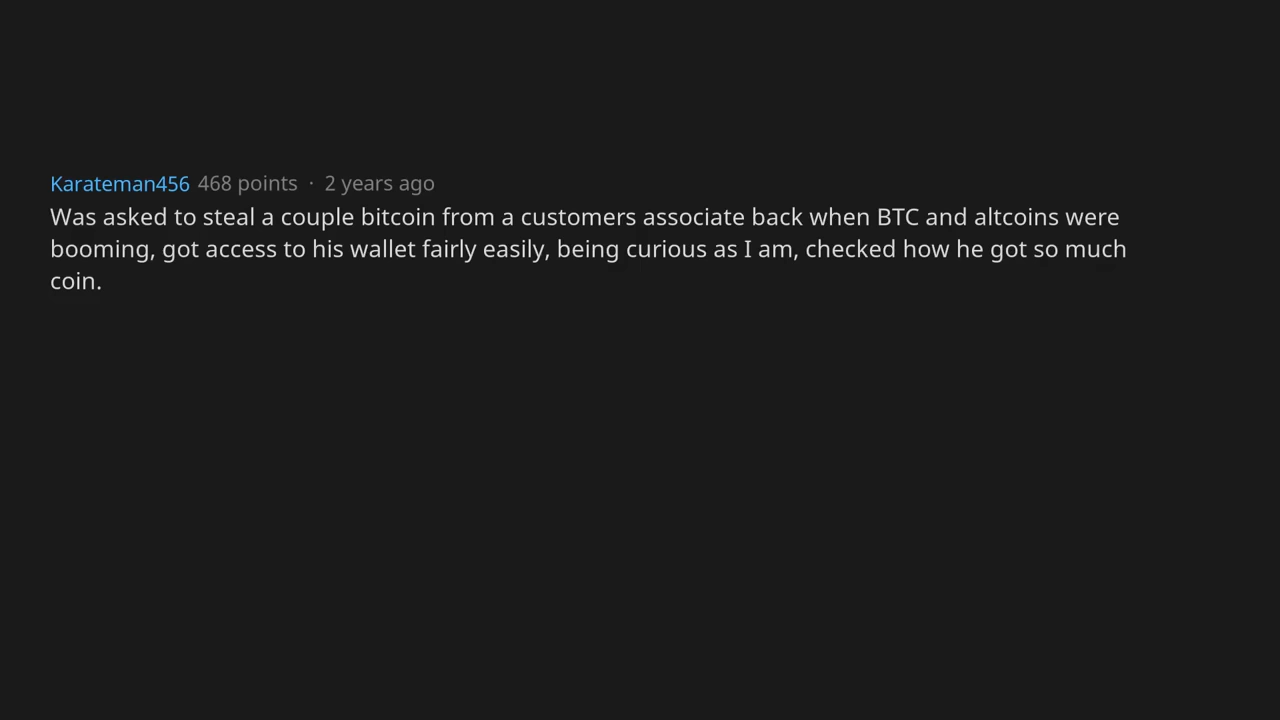 Karateman456 468 points · 2 years ago
Was asked to steal a couple bitcoin from a customers associate back when BTC and altcoins were
booming, got access to his wallet fairly easily, being curious as I am, checked how he got so much
coin.